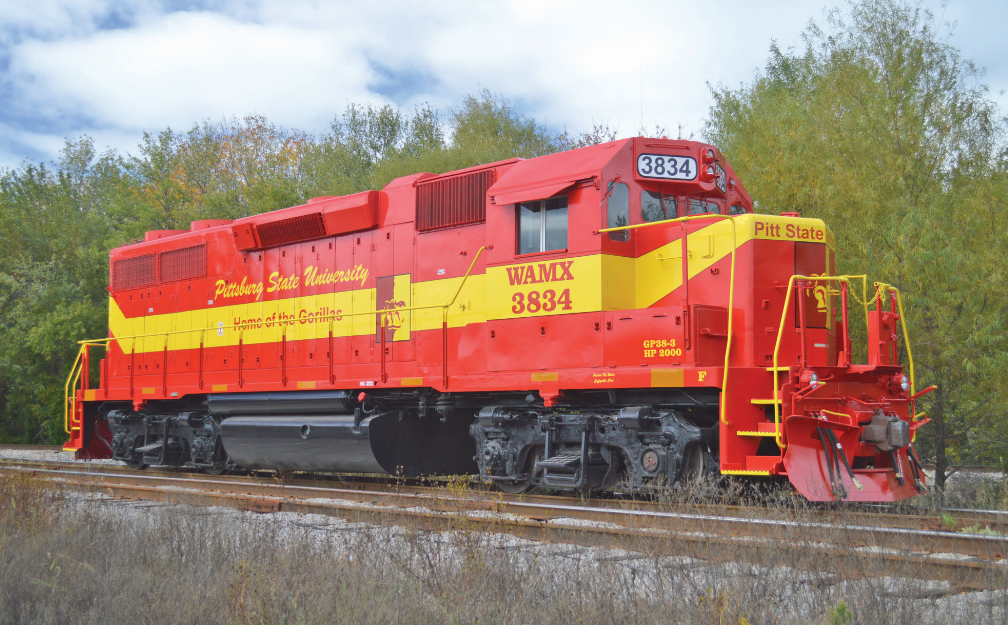 3834
Pitt State
Pittsburg State University
Home of the Gorillas
WAMX
3834
GP38-3
HP 2000
F